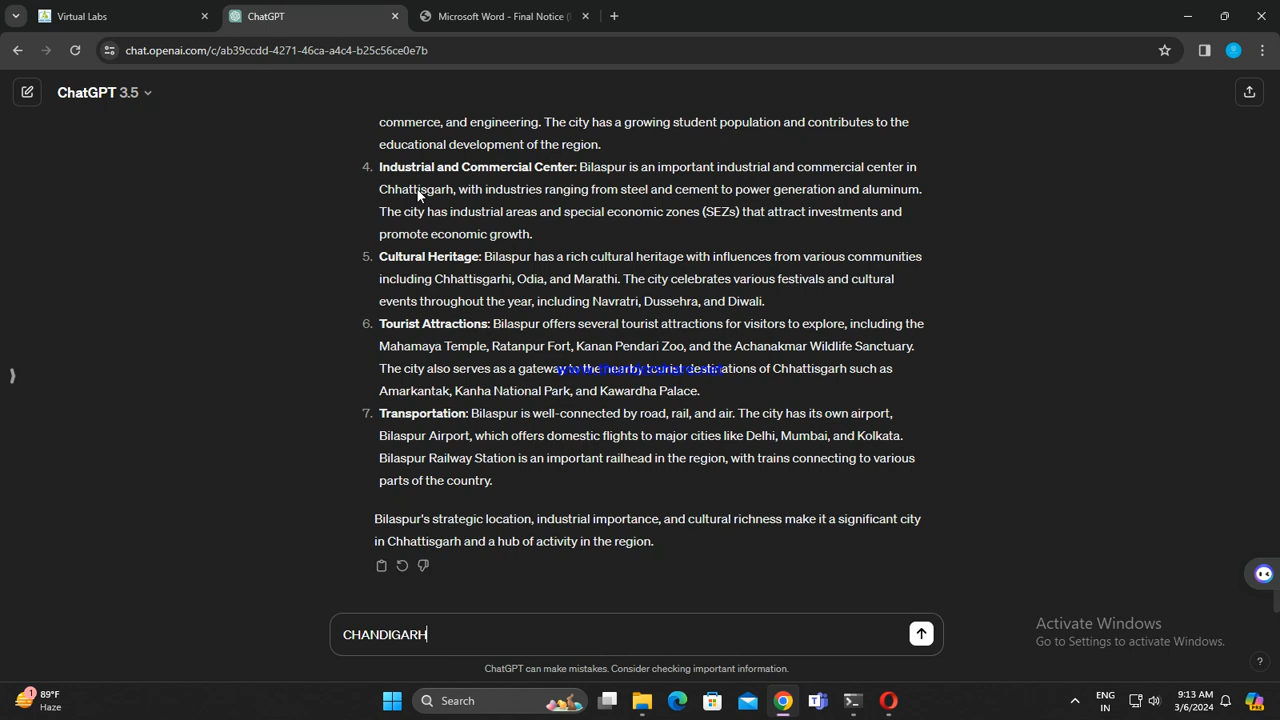 Virtual Labs
ChatGPT
Microsoft Word - Final Notice (
chat.openai.com/c/ab39ccdd-4271-46ca-a4c4-b25c56ce0e7b
ChatGPT 3.5
commerce, and engineering. The city has a growing student population and contributes to the
educational development of the region.
4. Industrial and Commercial Center: Bilaspur is an important industrial and commercial center in
Chhattisgarh, with industries ranging from steel and cement to power generation and aluminum.
The city has industrial areas and special economic zones (SEZs) that attract investments and
promote economic growth.
5. Cultural Heritage: Bilaspur has a rich cultural heritage with influences from various communities
including Chhattisgarhi, Odia, and Marathi. The city celebrates various festivals and cultural
events throughout the year, including Navratri, Dussehra, and Diwali.
6. Tourist Attractions: Bilaspur offers several tourist attractions for visitors to explore, including the
Mahamaya Temple, Ratanpur Fort, Kanan Pendari Zoo, and the Achanakmar Wildlife Sanctuary.
The city also serves as a gateway to the nearby tourist destinations of Chhattisgarh such as
Amarkantak, Kanha National Park, and Kawardha Palace.
7. Transportation: Bilaspur is well-connected by road, rail, and air. The city has its own airport,
Bilaspur Airport, which offers domestic flights to major cities like Delhi, Mumbai, and Kolkata.
Bilaspur Railway Station is an important railhead in the region, with trains connecting to various
parts of the country.
Bilaspur's strategic location, industrial importance, and cultural richness make it a significant city
in Chhattisgarh and a hub of activity in the region.
CHANDIGARH
Activate Windows
Go to Settings to activate Windows.
ChatGPT can make mistakes. Consider checking important information.
?
1
89°F
Haze
Search
ENG
IN
9:13 AM
3/6/2024